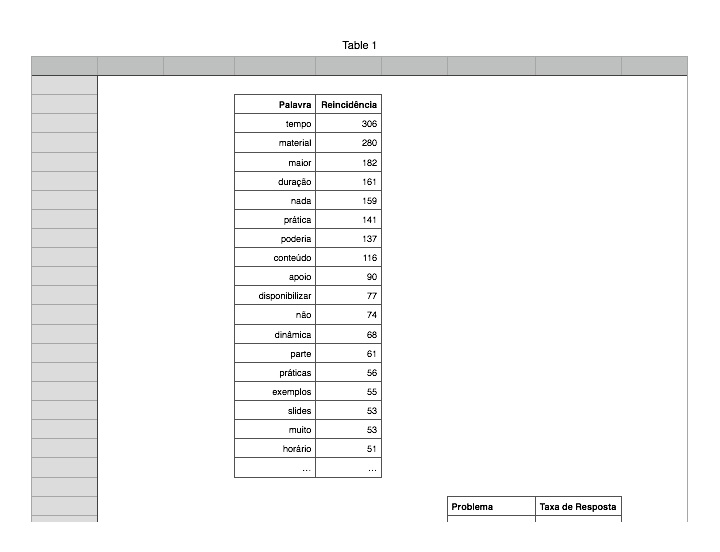 Table 1
Palavra Reincidência
tempo 306
material 280
maior 182
duração 161
nada 159
prática 141
poderia 137
conteúdo 116
apoio 90
disponibilizar 77
não 74
dinâmica 68
parte 61
práticas 56
exemplos 55
slides 53
muito 53
horário 51
… …
Problema Taxa de Resposta